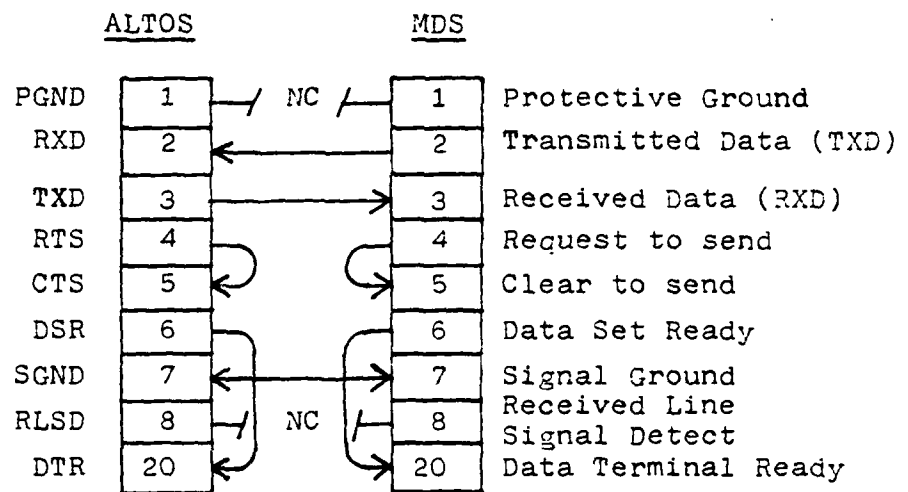 ALTOS MDS
PGND 1 NC 1 Protective Ground
RXD 2 2 Transmitted Data (TXD)
TXD 3 3 Received Data (RXD)
RTS 4 4 Request to send
CTS 5 5 Clear to send
DSR 6 6 Data Set Ready
SGND 7 7 Signal Ground
RLSD 8 NC 8 Received Line
Signal Detect
DTR 20 20 Data Terminal Ready